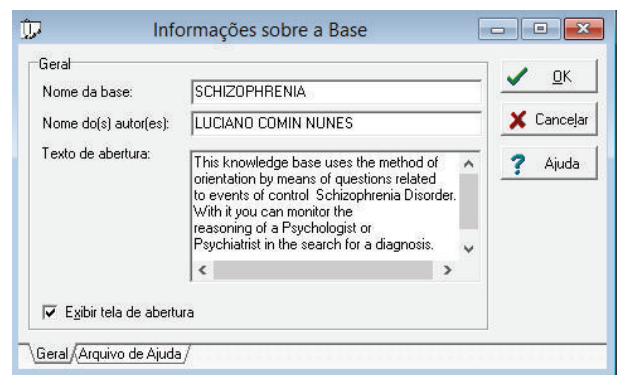 Informações sobre a Base
Geral
Nome da base:
SCHIZOPHRENIA
Nome do(s) autor(es):
LUCIANO COMIN NUNES
Texto de abertura:
This knowledge base uses the method of
orientation by means of questions related
to events of control Schizophrenia Disorder.
With it you can monitor the
reasoning of a Psychologist or
Psychiatrist in the search for a diagnosis.
Exibir tela de abertura
OK
Cancelar
Ajuda
Geral
Arquivo de Ajuda